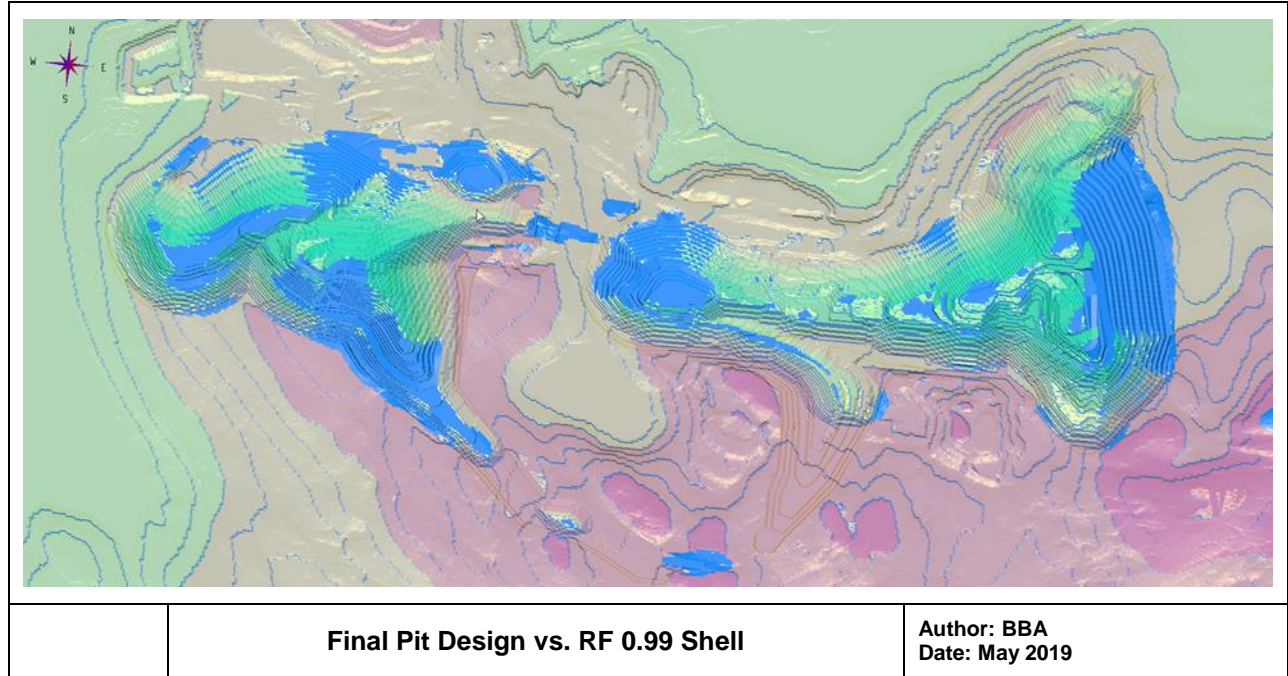 N
W E
S
Final Pit Design vs. RF 0.99 Shell
Author: BBA
Date: May 2019